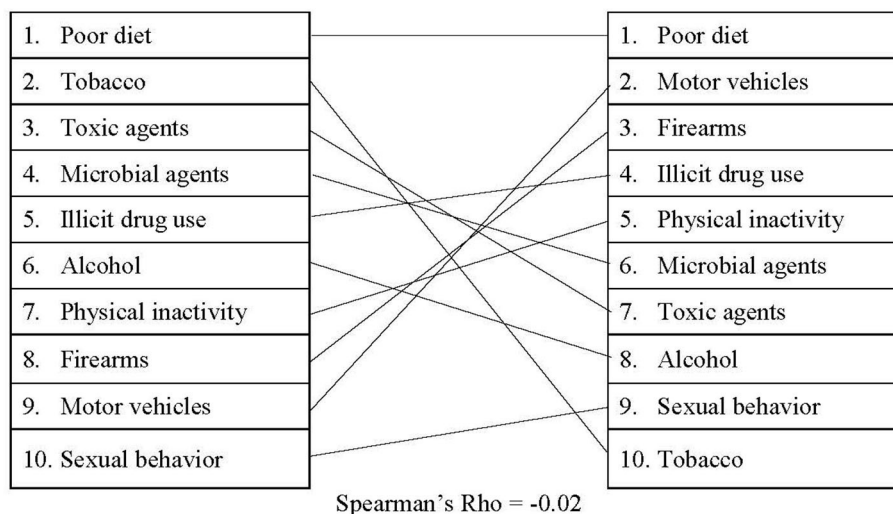 1. Poor diet
2. Tobacco
3. Toxic agents
4. Microbial agents
5. Illicit drug use
6. Alcohol
7. Physical inactivity
8. Firearms
9. Motor vehicles
10. Sexual behavior
1. Poor diet
2. Motor vehicles
3. Firearms
4. Illicit drug use
5. Physical inactivity
6. Microbial agents
7. Toxic agents
8. Alcohol
9. Sexual behavior
10. Tobacco
Spearman's Rho = -0.02